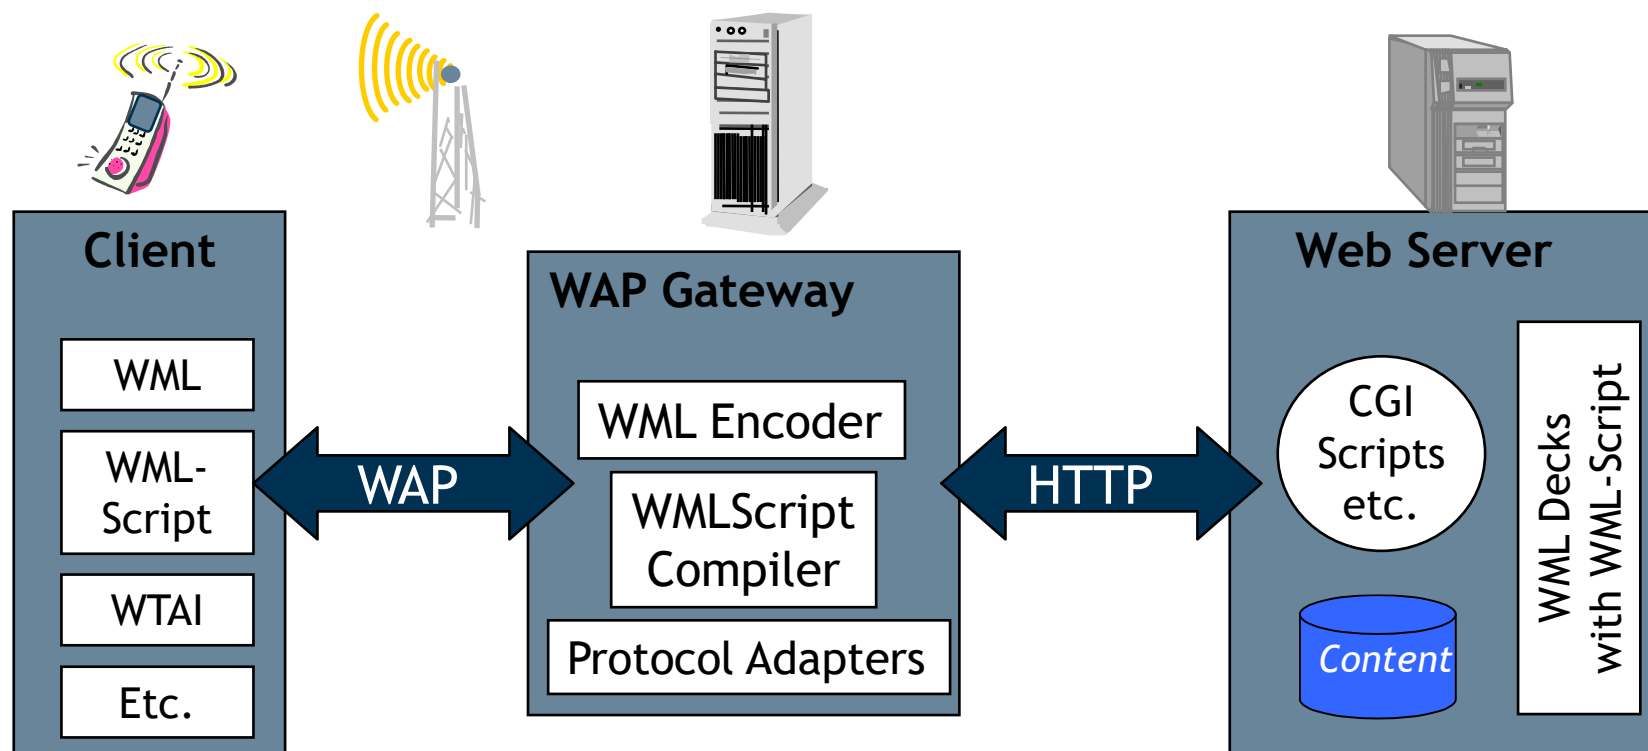 Client
WML
WML-
Script
WTAI
Etc.
WAP
WAP Gateway
WML Encoder
WMLScript
Compiler
Protocol Adapters
HTTP
Web Server
CGI
Scripts
etc.
Content
WML Decks
with WML-Script